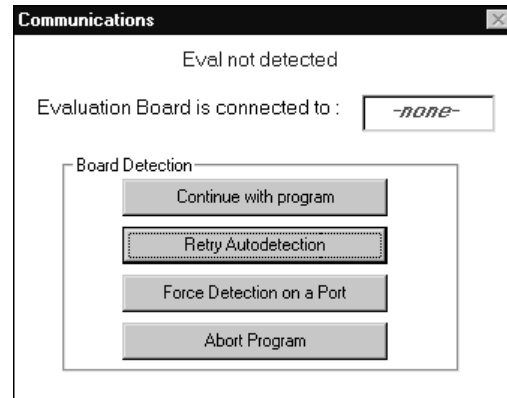 Communications
Eval not detected
Evaluation Board is connected to : -none-
Board Detection
Continue with program
Retry Autodetection
Force Detection on a Port
Abort Program